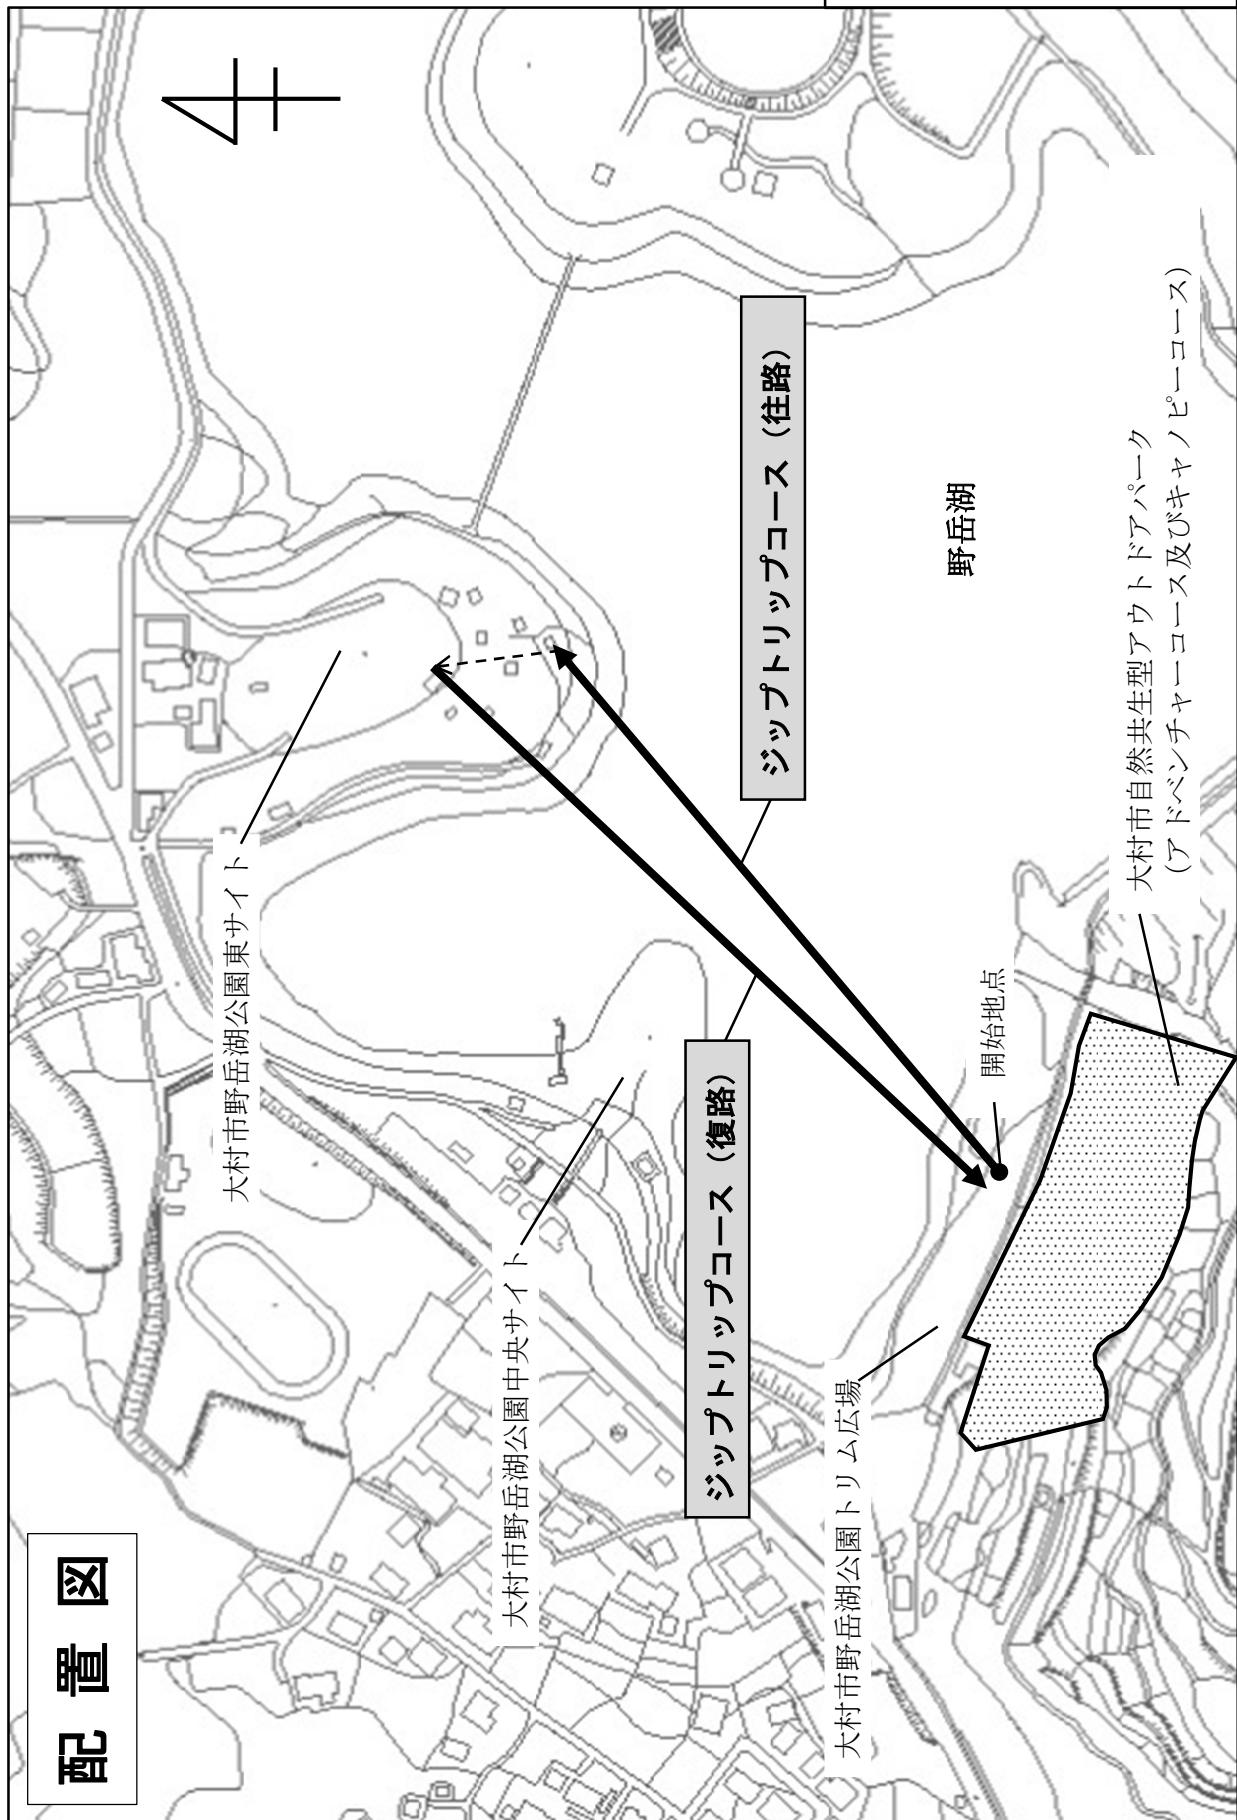 配置図
大村市野岳湖公園東サイト
大村市野岳湖公園中央サイト
ジップトリップコース（往路）
ジップトリップコース（復路）
野岳湖
開始地点
大村市野岳湖公園トリム広場
大村市自然共生型アウトドアパーク
(アドベンチャーコース及びキャノピーコース)